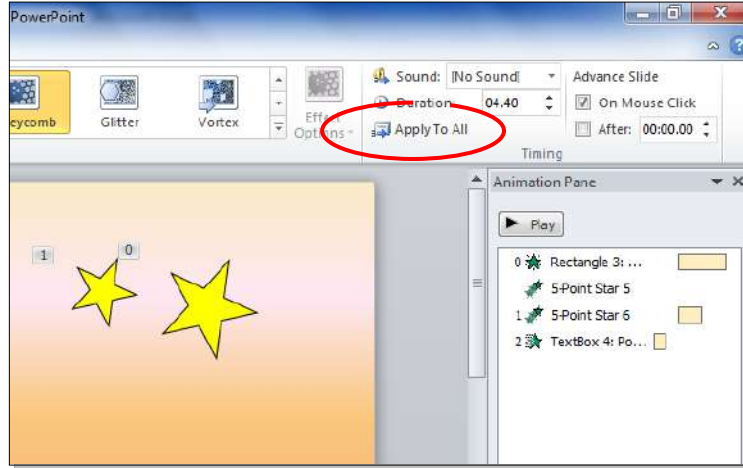 PowerPoint
eycomb
Glitter
Vortex
Effect
Options
Sound: [No Sound]
Duration 04.40
Apply To All
Advance Slide
On Mouse Click
After: 00:00.00
Timing
Animation Pane
Play
0 Rectangle 3: ...
5-Point Star 5
1 5-Point Star 6
2 TextBox 4: Po...
1
0